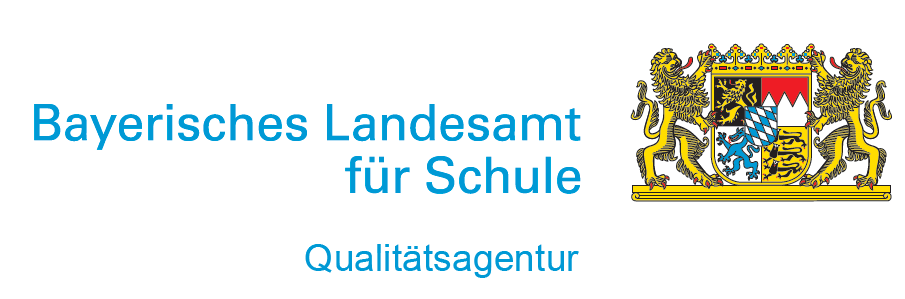 Bayerisches Landesamt
für Schule
Qualitätsagentur